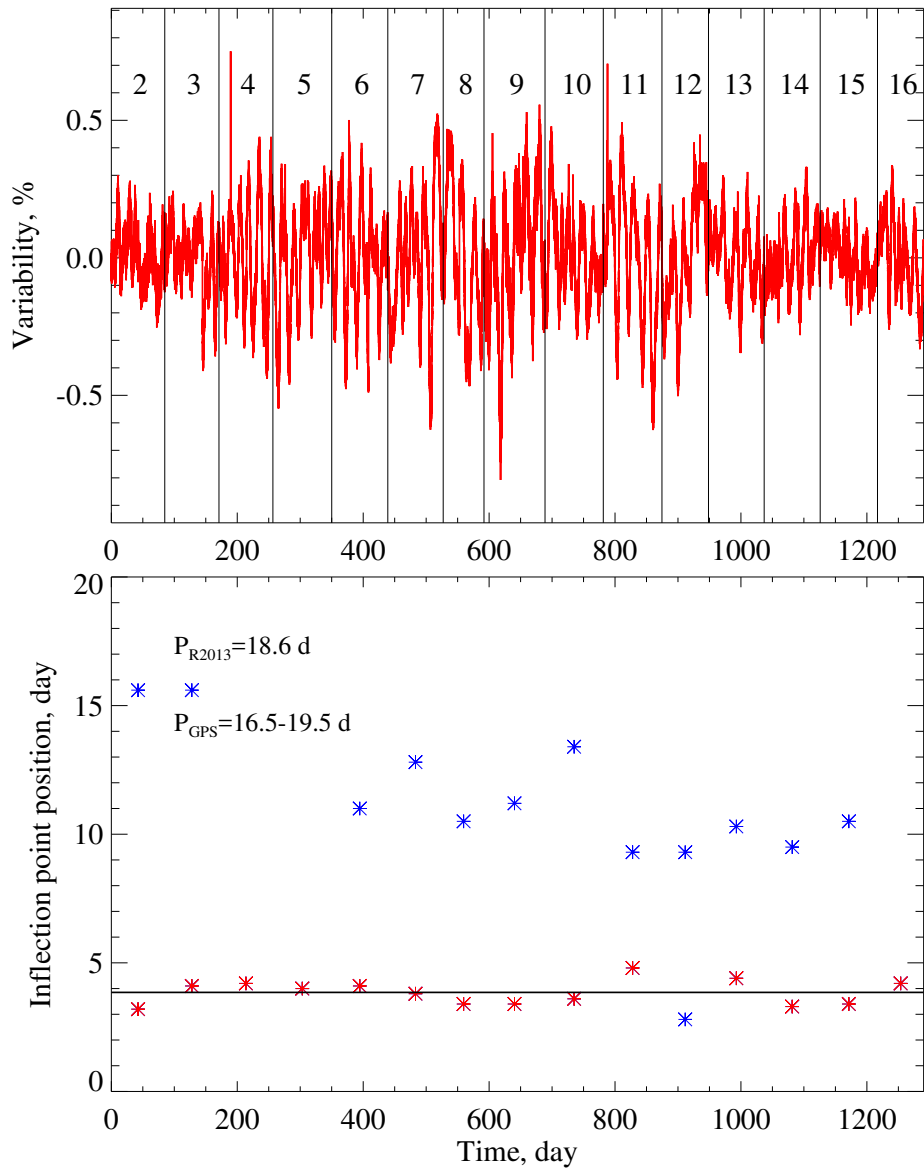 2 3 4 5 6 7 8 9 10 11 12 13 14 15 16
0.5
0.0
-0.5
Variability, %
0 200 400 600 800 1000 1200
20
15
10
5
0
Inflection point position, day
P_R2013=18.6 d
P_GPS=16.5-19.5 d
0 200 400 600 800 1000 1200
Time, day